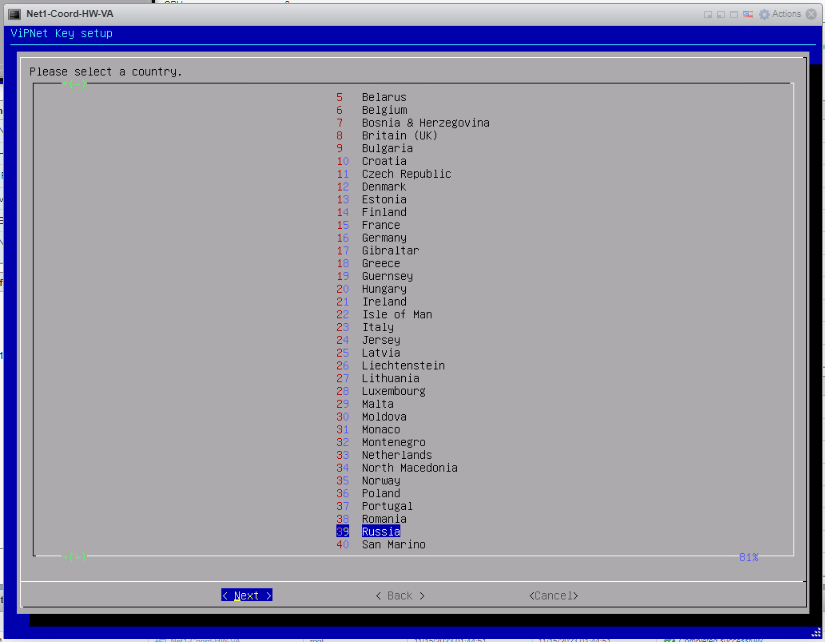 Net1-Coord-HW-VA
Actions
ViPNet Key setup
Please select a country.
^(-)
5 Belarus
6 Belgium
7 Bosnia & Herzegovina
8 Britain (UK)
9 Bulgaria
10 Croatia
11 Czech Republic
12 Denmark
13 Estonia
14 Finland
15 France
16 Germany
17 Gibraltar
18 Greece
19 Guernsey
20 Hungary
21 Ireland
22 Isle of Man
23 Italy
24 Jersey
25 Latvia
26 Liechtenstein
27 Lithuania
28 Luxembourg
29 Malta
30 Moldova
31 Monaco
32 Montenegro
33 Netherlands
34 North Macedonia
35 Norway
36 Poland
37 Portugal
38 Romania
39 Russia
40 San Marino
81%
< Next >
< Back >
<Cancel>